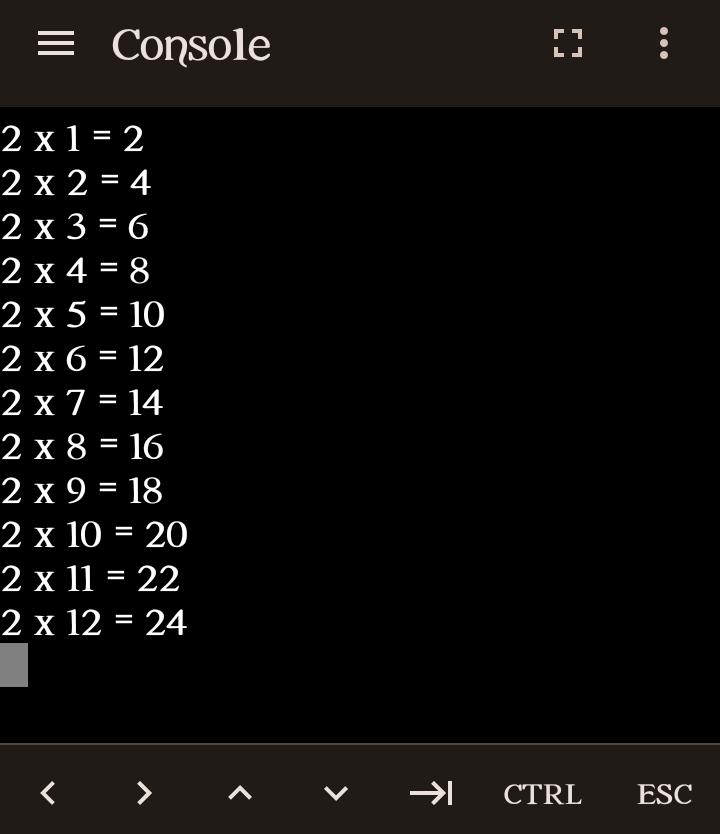 Console
2 x 1 = 2
2 x 2 = 4
2 x 3 = 6
2 x 4 = 8
2 x 5 = 10
2 x 6 = 12
2 x 7 = 14
2 x 8 = 16
2 x 9 = 18
2 x 10 = 20
2 x 11 = 22
2 x 12 = 24
CTRL ESC